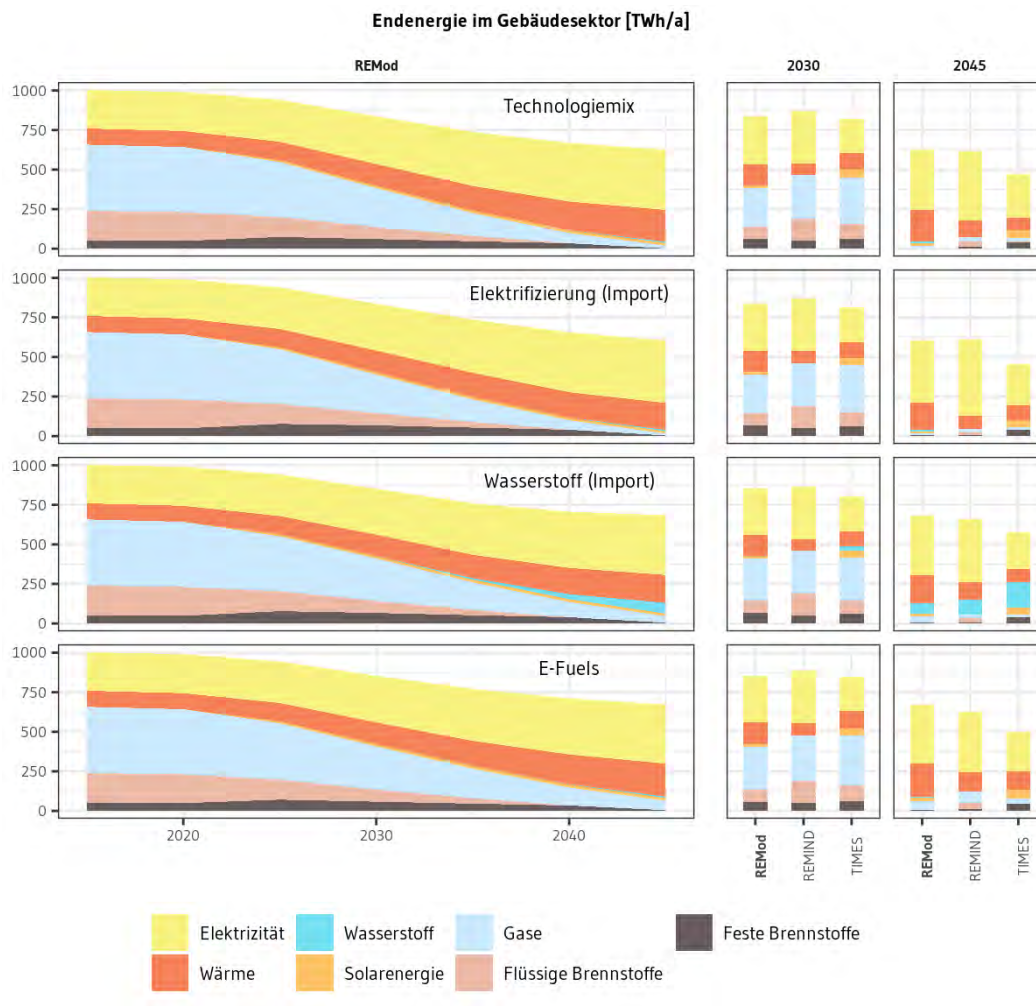 Endenergie im Gebäudesektor [TWh/a]
REMod 2030 2045
Technologiemix
1000
750
500
250
0
Elektrifizierung (Import)
1000
750
500
250
0
Wasserstoff (Import)
1000
750
500
250
0
E-Fuels
1000
750
500
250
0
2020 2030 2040
REMod REMIND TIMES REMod REMIND TIMES
Elektrizität Wasserstoff Gase Feste Brennstoffe
Wärme Solarenergie Flüssige Brennstoffe